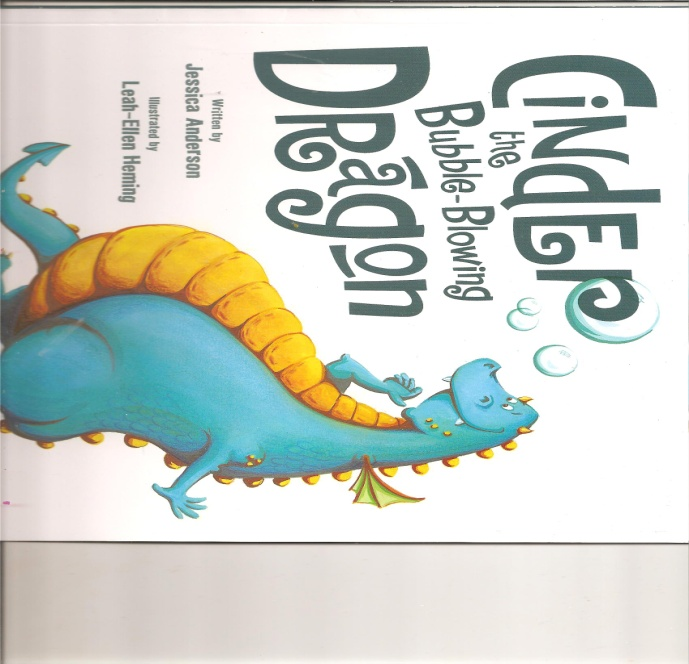 Cinder
the
Bubble-Blowing
Dragon
Written by
Jessica Anderson
Illustrated by
Leah-Ellen Heming